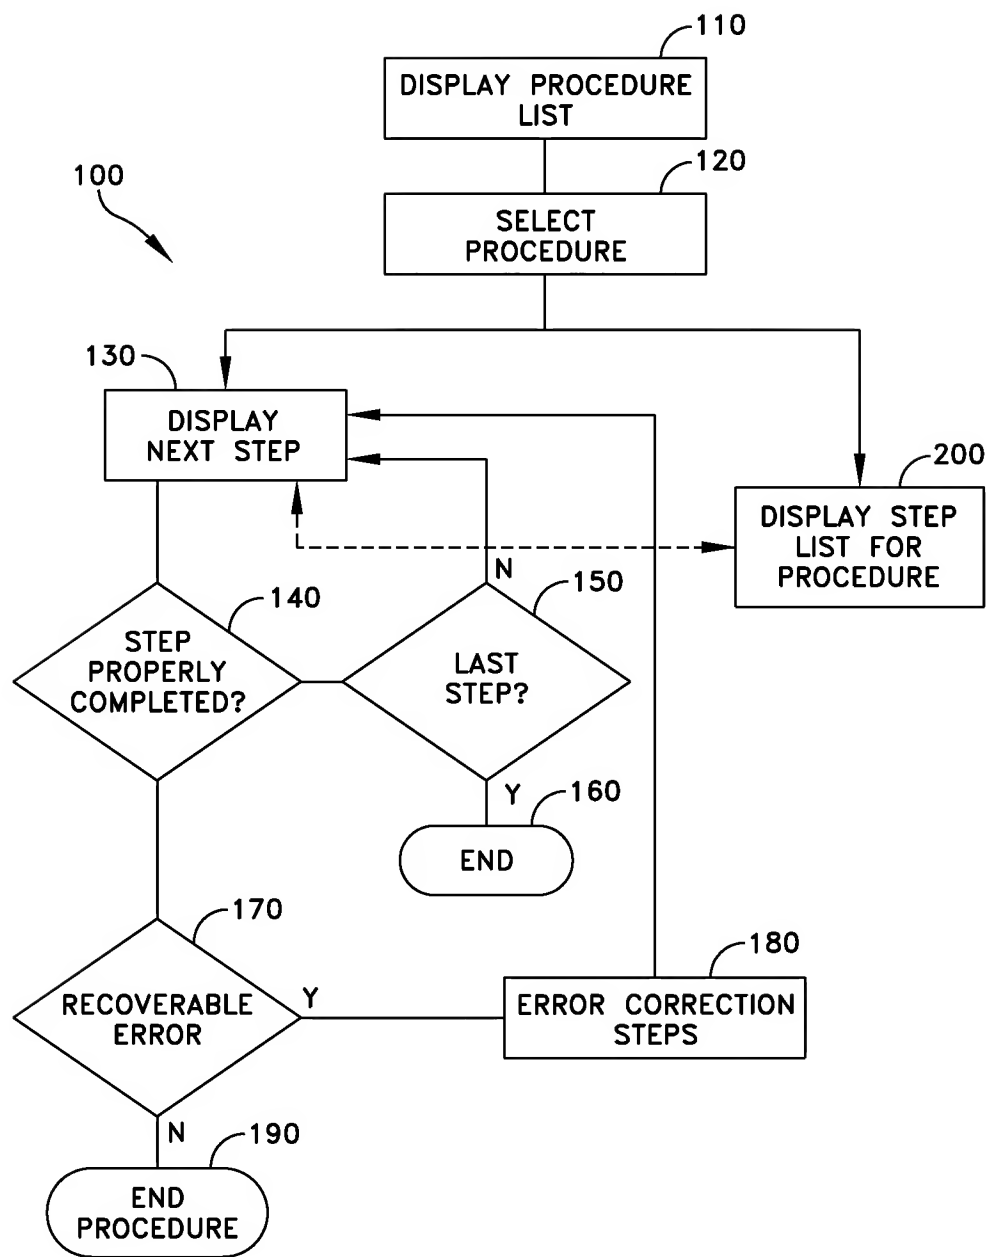 110
DISPLAY PROCEDURE
LIST
120
100
SELECT
PROCEDURE
130
DISPLAY
NEXT STEP
200
DISPLAY STEP
LIST FOR
PROCEDURE
N
150
140
STEP
PROPERLY
COMPLETED?
LAST
STEP?
Y
160
END
170
RECOVERABLE
ERROR
Y
180
ERROR CORRECTION
STEPS
N
190
END
PROCEDURE